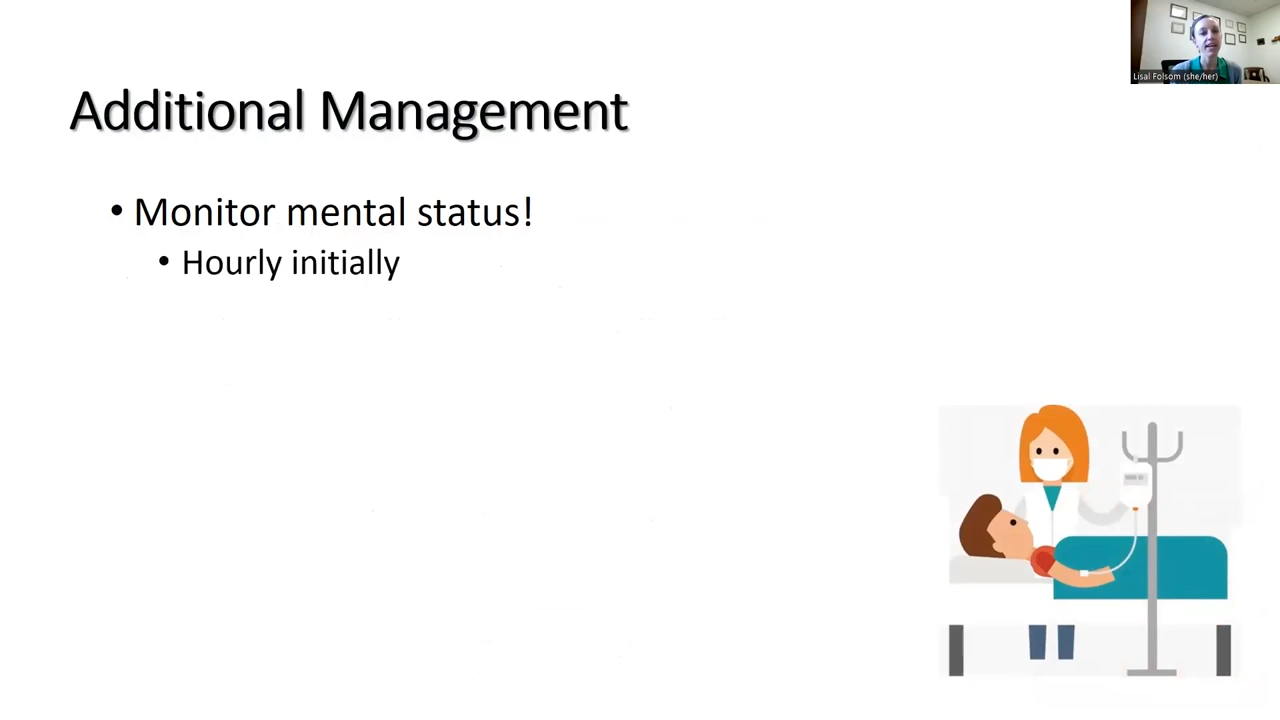 Lisal Folsom (she/her)
Additional Management
• Monitor mental status!
• Hourly initially